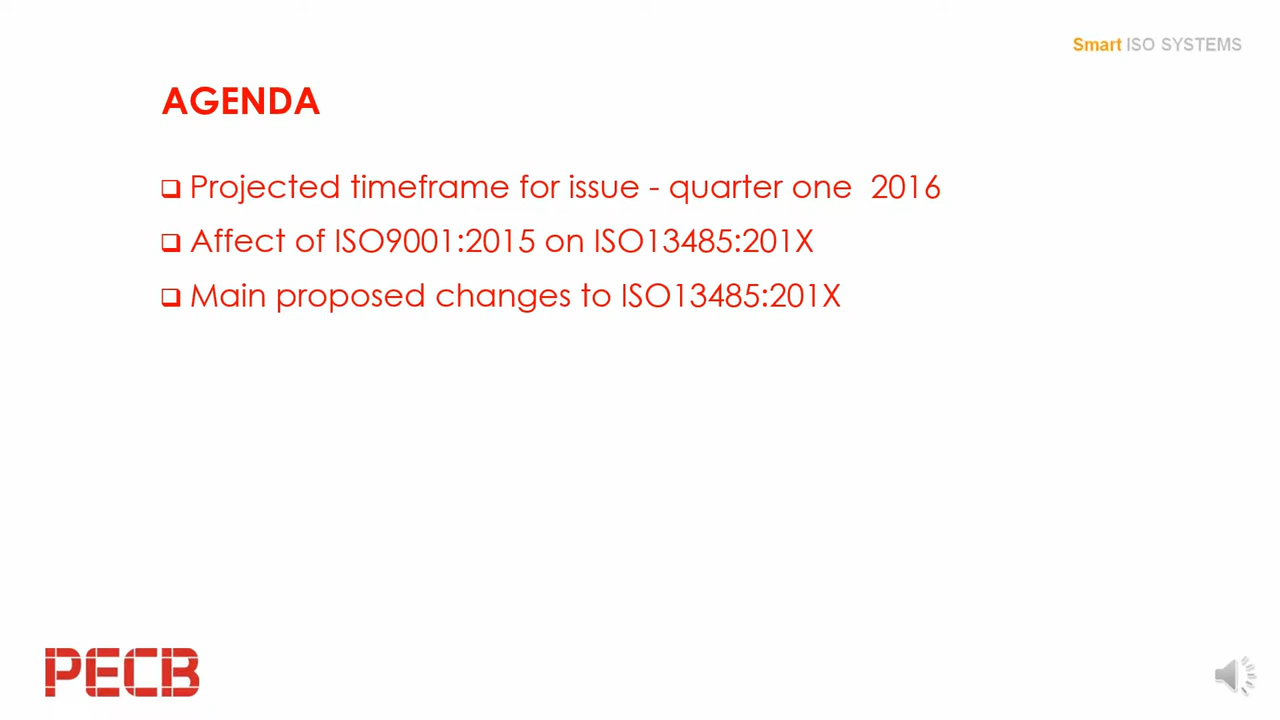 Smart ISO SYSTEMS
AGENDA
Projected timeframe for issue - quarter one 2016
Affect of ISO9001:2015 on ISO13485:201X
Main proposed changes to ISO13485:201X
PECB